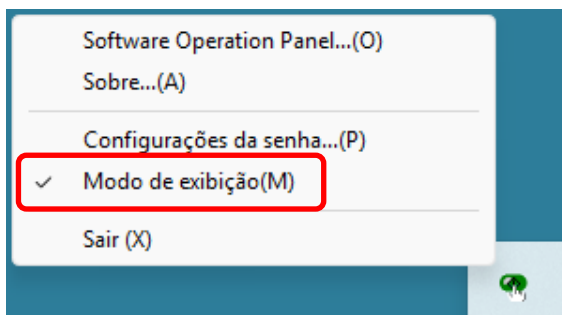 Software Operation Panel...(O)
Sobre...(A)
Configurações da senha...(P)
Modo de exibição(M)
Sair (X)